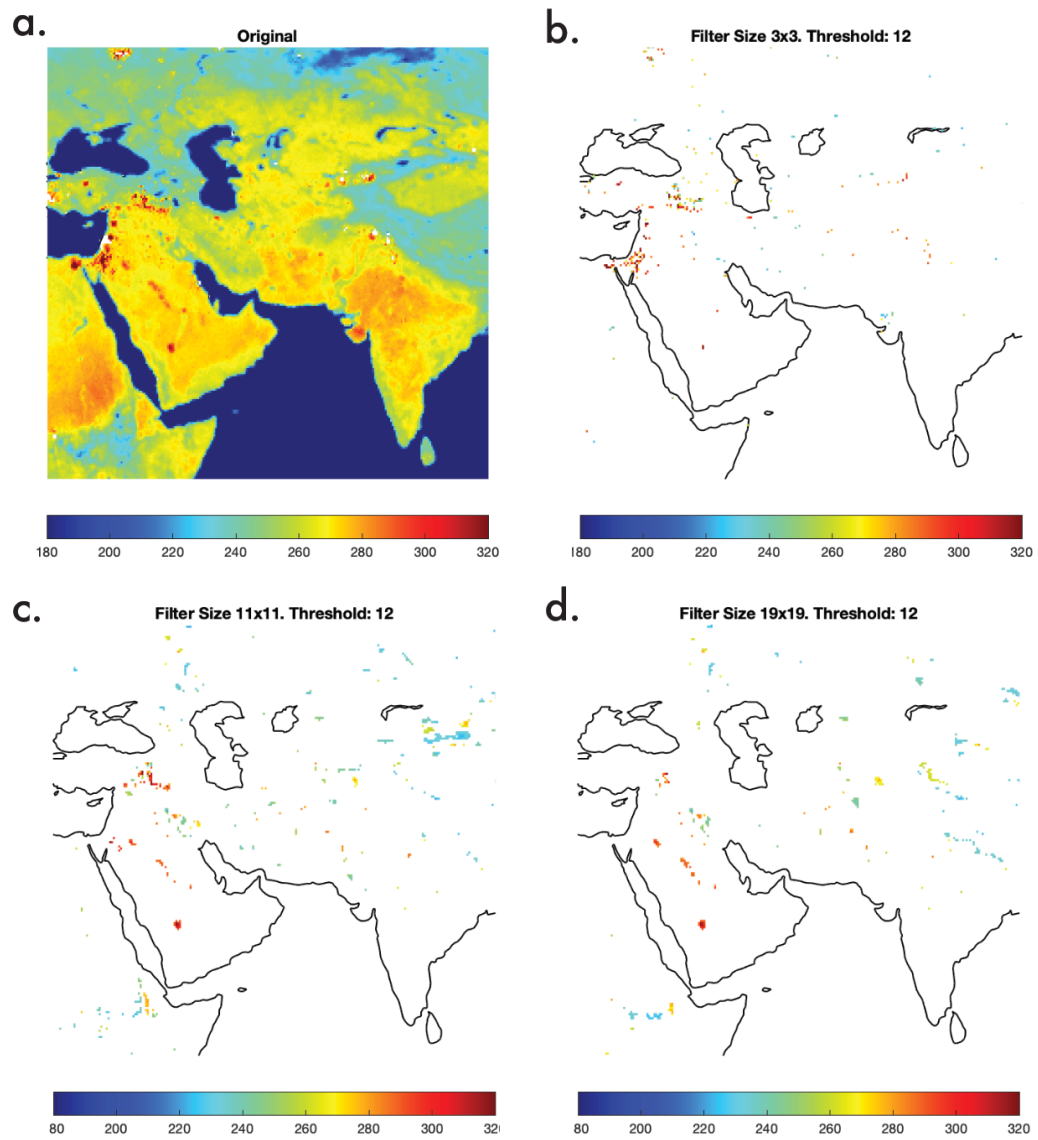 a.
Original
180 200 220 240 260 280 300 320
b.
Filter Size 3x3. Threshold: 12
180 200 220 240 260 280 300 320
c.
Filter Size 11x11. Threshold: 12
80 200 220 240 260 280 300 32
d.
Filter Size 19x19. Threshold: 12
80 200 220 240 260 280 300 320